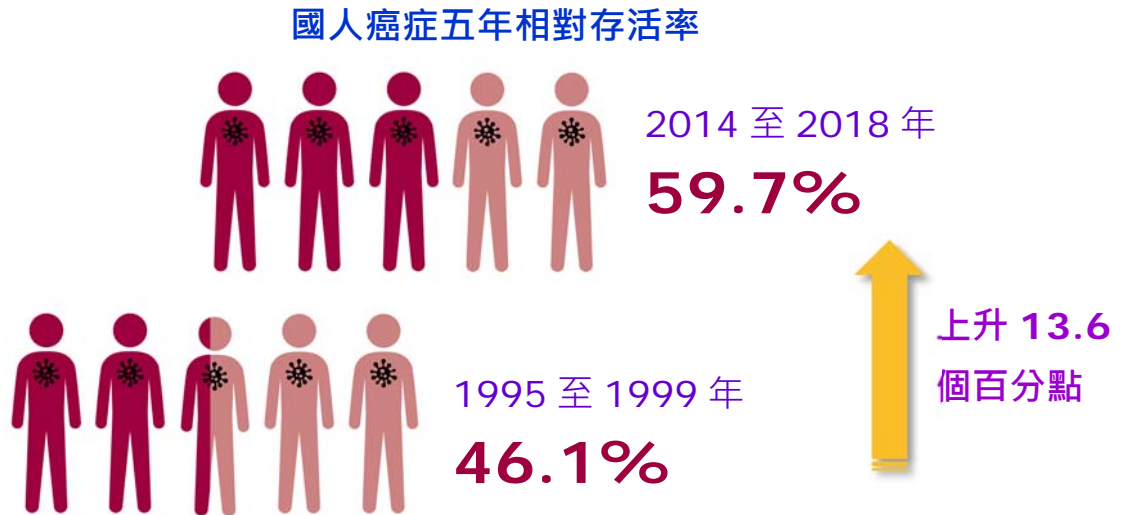 國人癌症五年相對存活率
2014 至 2018 年
59.7%
上升 13.6
個百分點
1995 至 1999 年
46.1%